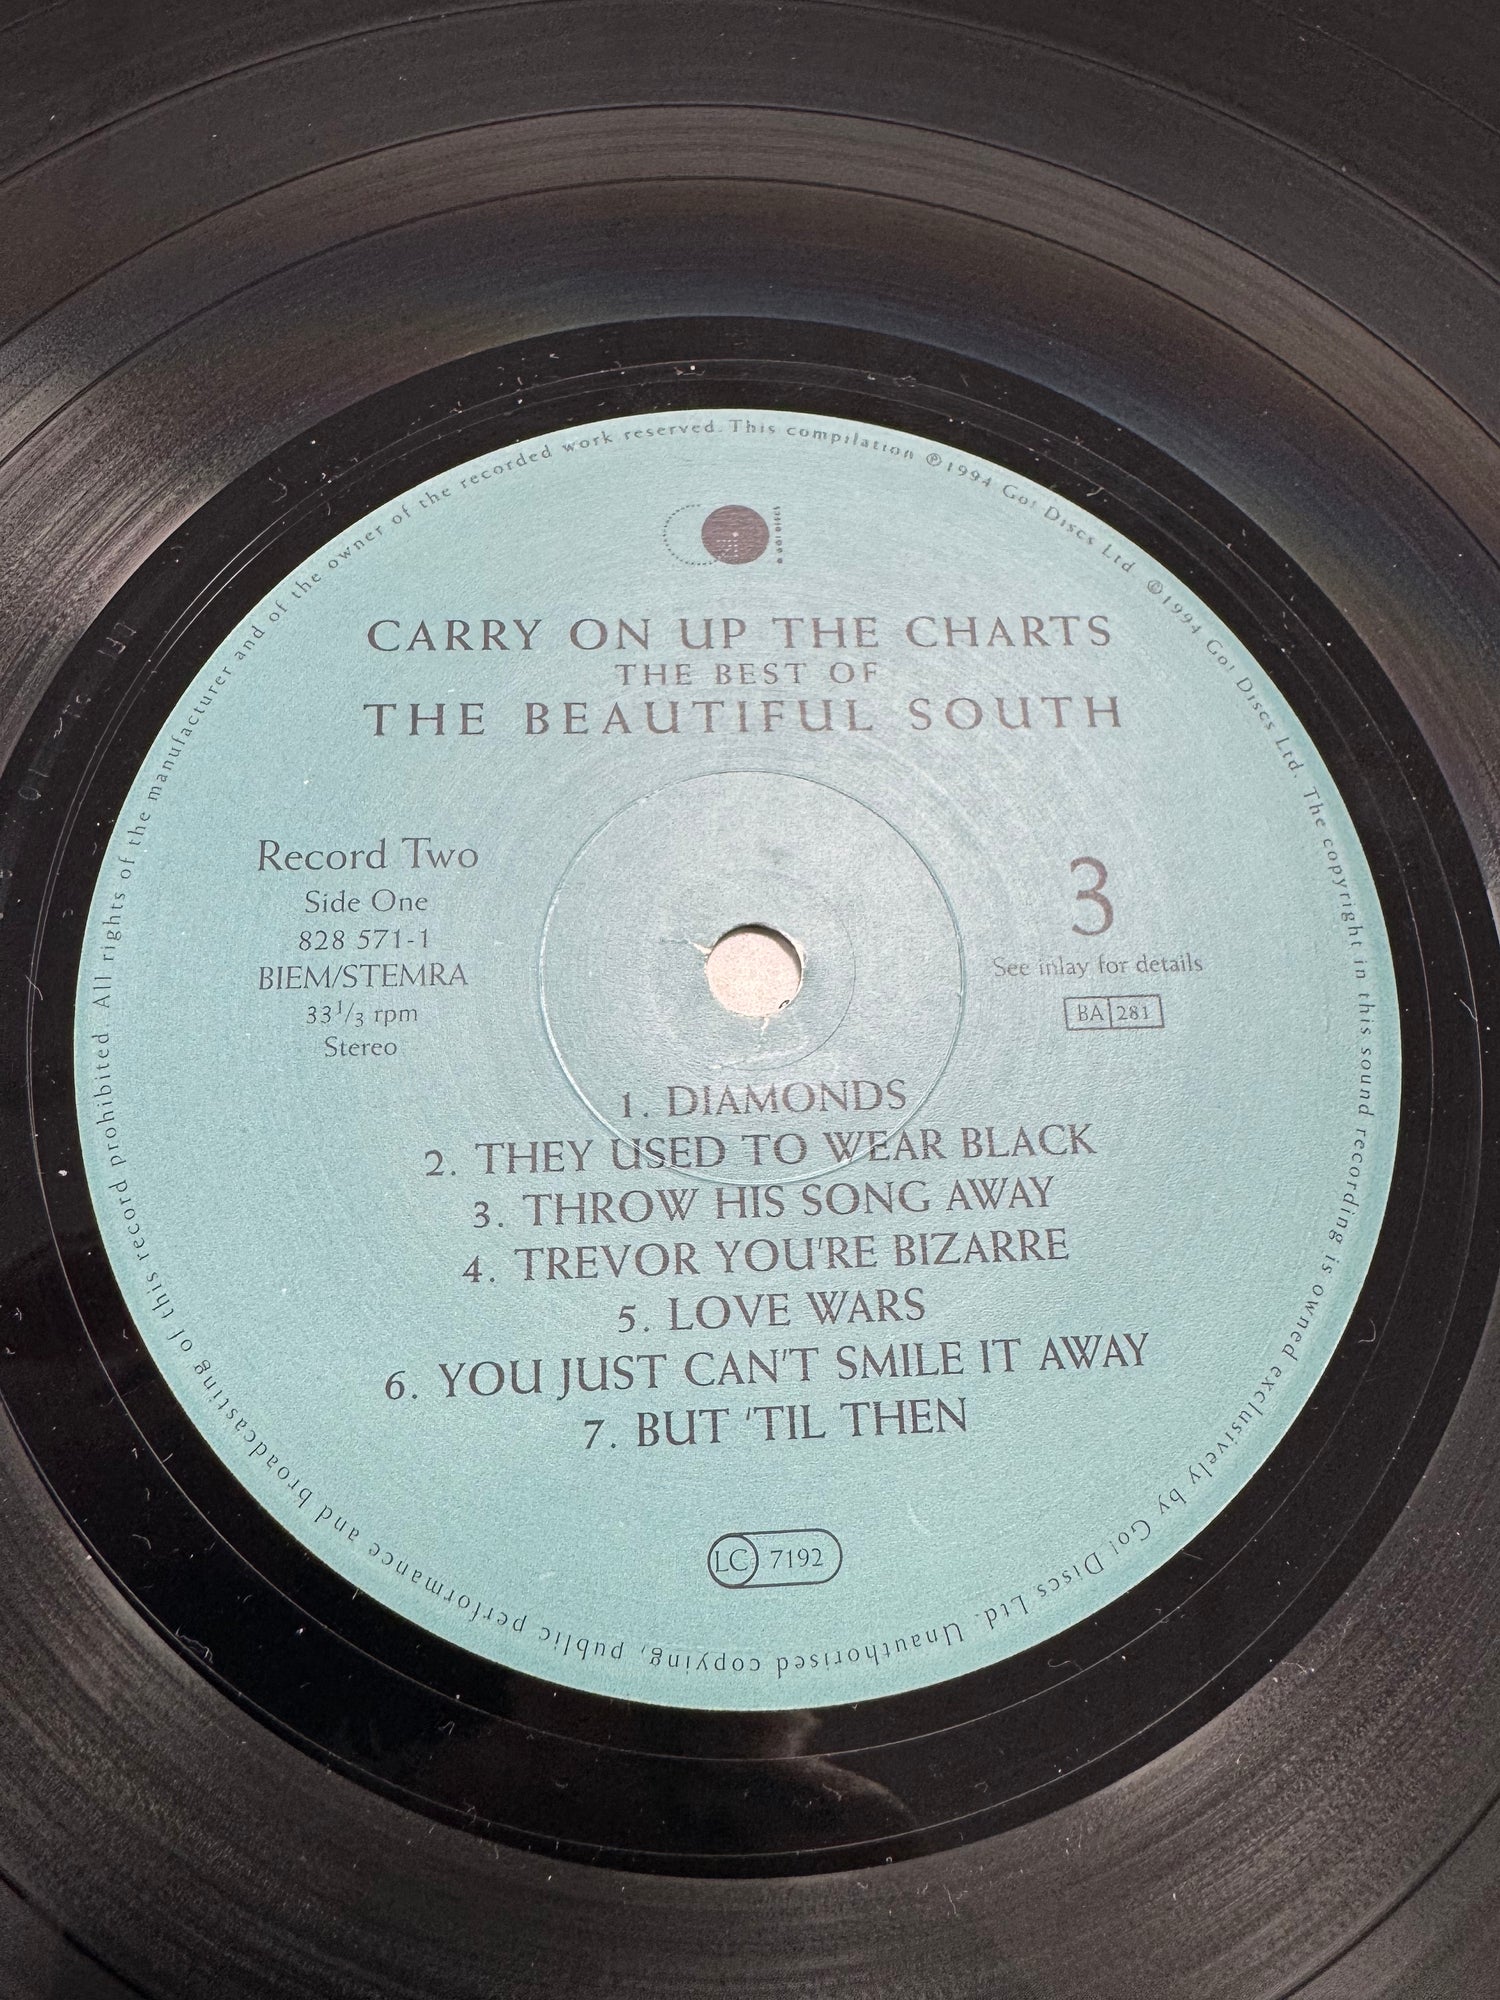 CARRY ON UP THE CHARTS
THE BEST OF
THE BEAUTIFUL SOUTH
Record Two
Side One
828 571-1
BIEM/STEMRA
33 1/3 rpm
Stereo
3
See inlay for details
BA 281
1. DIAMONDS
2. THEY USED TO WEAR BLACK
3. THROW HIS SONG AWAY
4. TREVOR YOU'RE BIZARRE
5. LOVE WARS
6. YOU JUST CAN'T SMILE IT AWAY
7. BUT 'TIL THEN
LC 7192
This compilation ℗1994 Go! Discs Ltd ©1994 Go! Discs Ltd. The copyright in this sound recording is owned exclusively by Go! Discs Ltd. Unauthorised copying, public performance and broadcasting of this record prohibited All rights of the manufacturer and of the owner of the recorded work reserved.